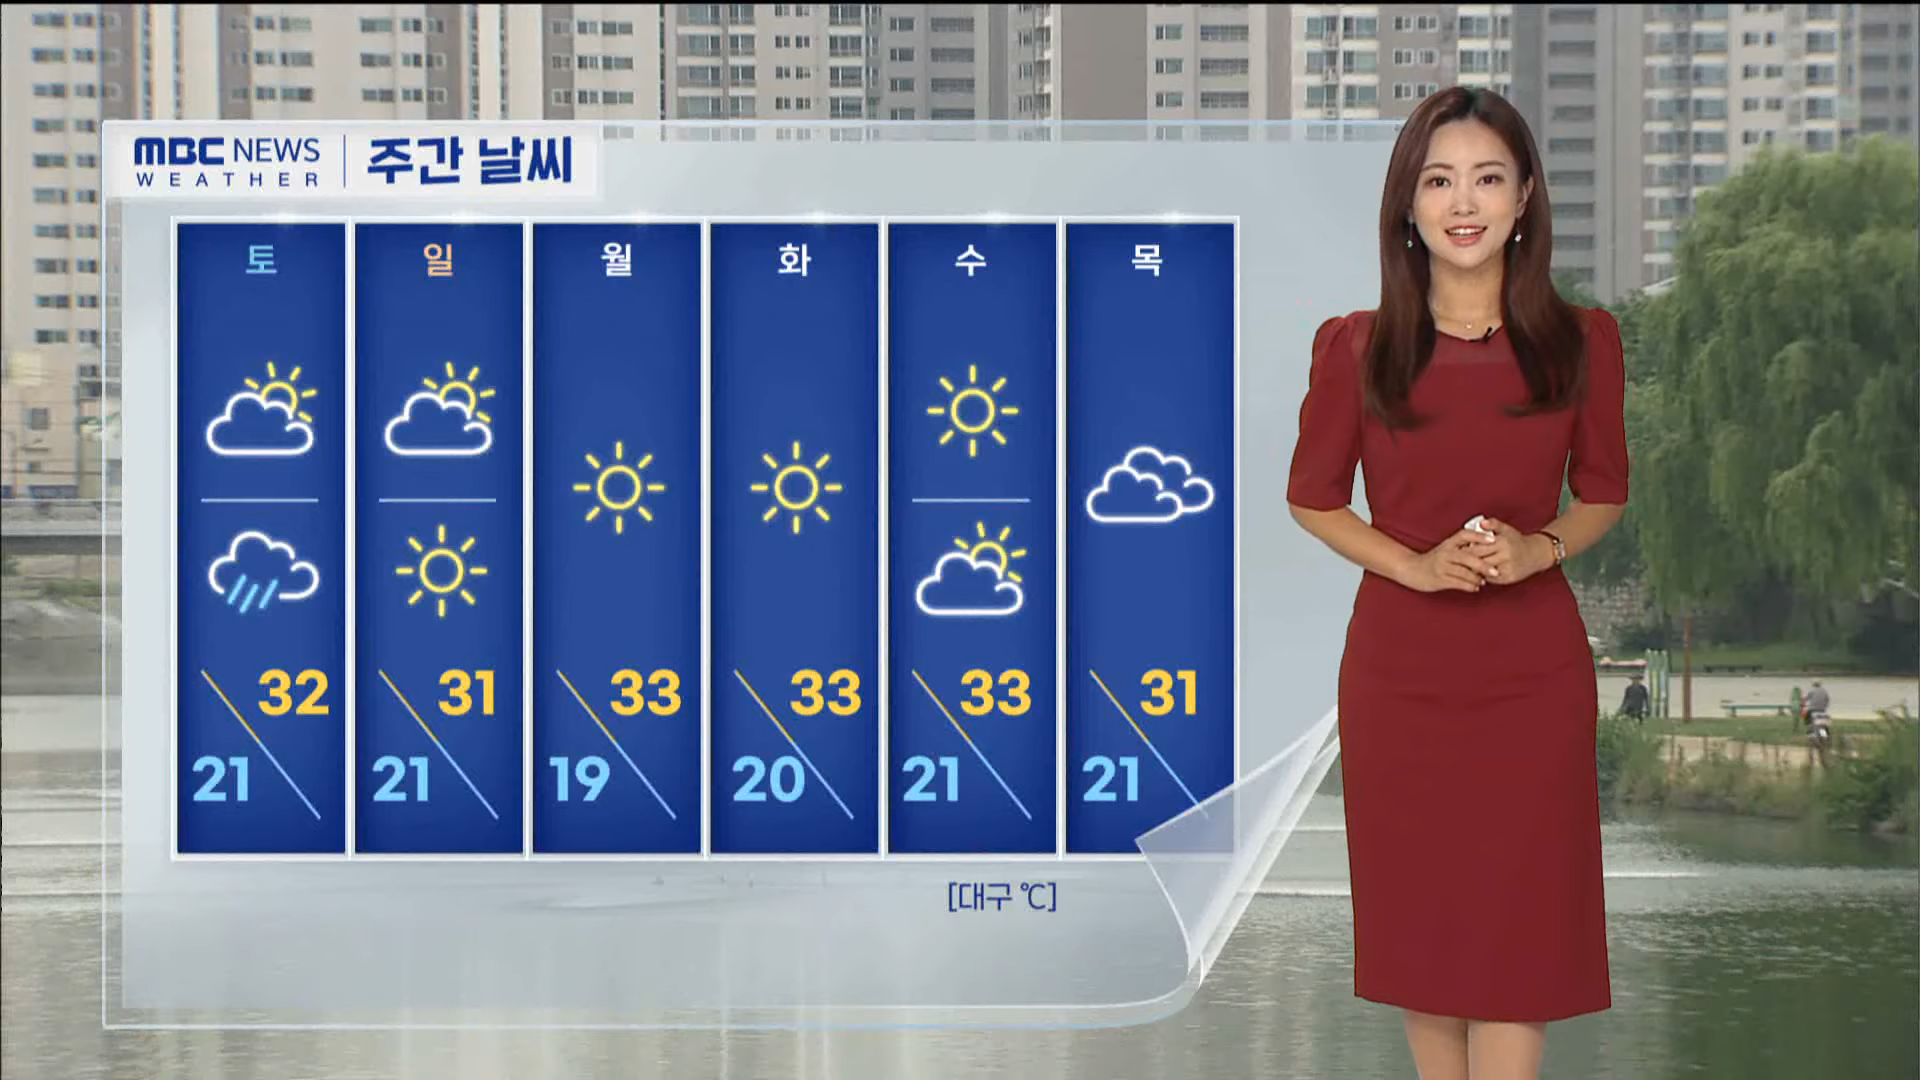 MBC NEWS
WEATHER
주간 날씨
토 일 월 화 수 목
32 31 33 33 33 31
21 21 19 20 21 21
[대구 ℃]